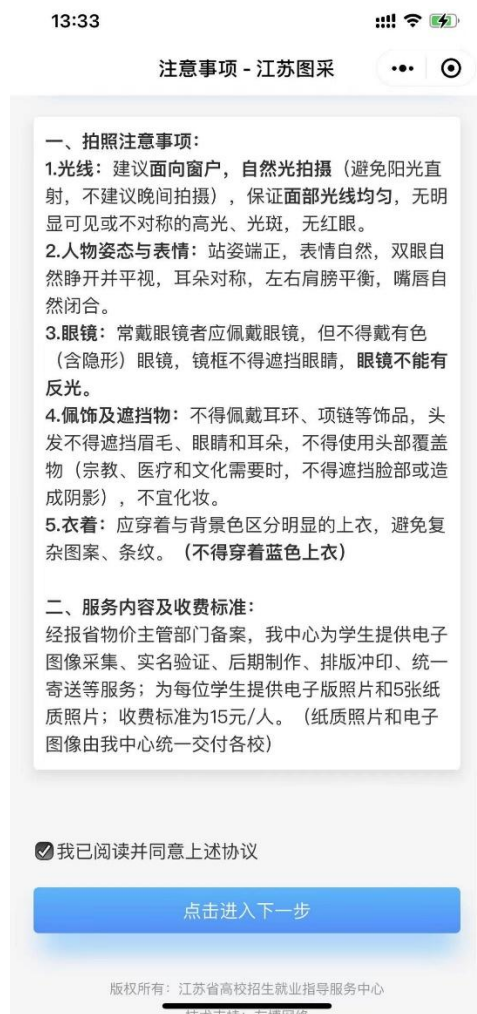 13:33
注意事项 - 江苏图采
一、拍照注意事项：
1.光线：建议面向窗户，自然光拍摄（避免阳光直
射，不建议晚间拍摄），保证面部光线均匀，无明
显可见或不对称的高光、光斑，无红眼。
2.人物姿态与表情：站姿端正，表情自然，双眼自
然睁开并平视，耳朵对称，左右肩膀平衡，嘴唇自
然闭合。
3.眼镜：常戴眼镜者应佩戴眼镜，但不得戴有色
（含隐形）眼镜，镜框不得遮挡眼睛，眼镜不能有
反光。
4.佩饰及遮挡物：不得佩戴耳环、项链等饰品，头
发不得遮挡眉毛、眼睛和耳朵，不得使用头部覆盖
物（宗教、医疗和文化需要时，不得遮挡脸部或造
成阴影），不宜化妆。
5.衣着：应穿着与背景色区分明显的上衣，避免复
杂图案、条纹。（不得穿着蓝色上衣）
二、服务内容及收费标准：
经报省物价主管部门备案，我中心为学生提供电子
图像采集、实名验证、后期制作、排版冲印、统一
寄送等服务；为每位学生提供电子版照片和5张纸
质照片；收费标准为15元/人。（纸质照片和电子
图像由我中心统一交付各校）
我已阅读并同意上述协议
点击进入下一步
版权所有：江苏省高校招生就业指导服务中心